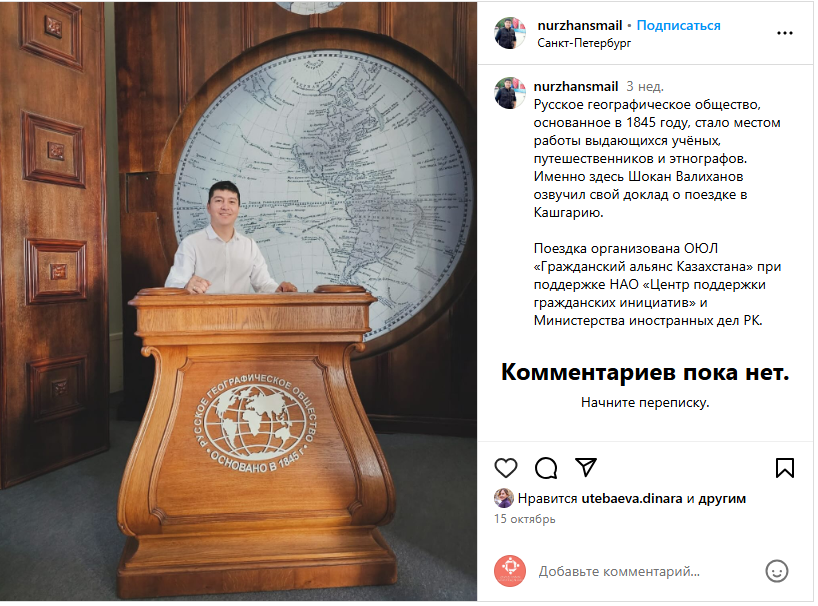 nurzhansmail • Подписаться
Санкт-Петербург
nurzhansmail 3 нед.
Русское географическое общество,
основанное в 1845 году, стало местом
работы выдающихся учёных,
путешественников и этнографов.
Именно здесь Шокан Валиханов
озвучил свой доклад о поездке в
Кашгарию.
Поездка организована ОЮЛ
«Гражданский альянс Казахстана» при
поддержке НАО «Центр поддержки
гражданских инициатив» и
Министерства иностранных дел РК.
Комментариев пока нет.
Начните переписку.
Нравится utebaeva.dinara и другим
15 октябрь
Добавьте комментарий...
РУССКОЕ ГЕОГРАФИЧЕСКОЕ ОБЩЕСТВО
• ОСНОВАНО В 1845 г •